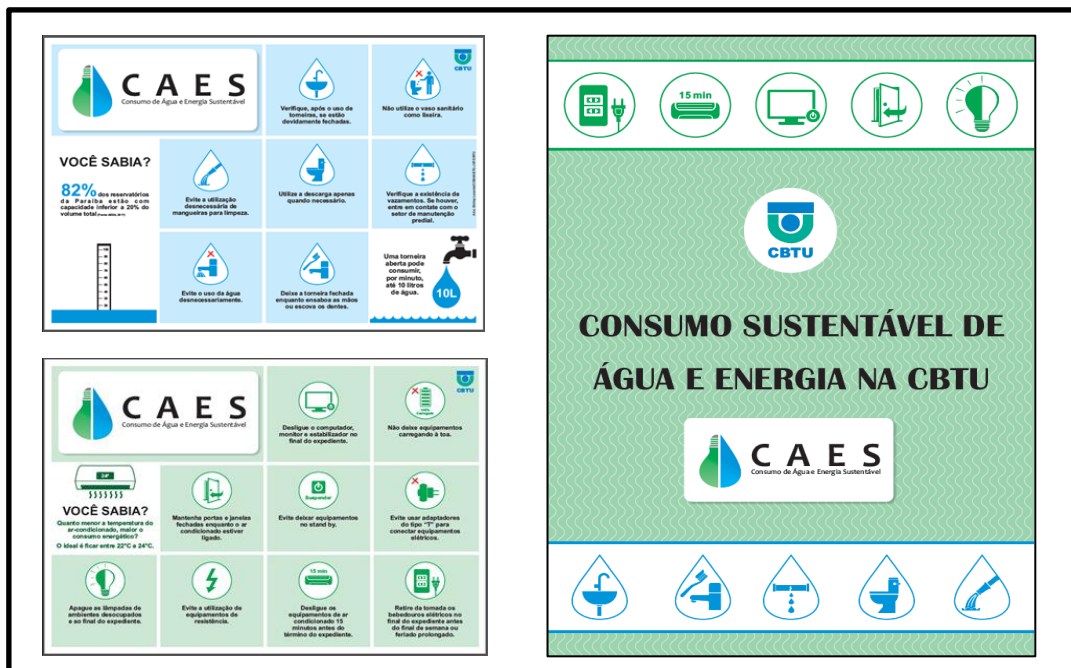 CAES
Consumo de Água e Energia Sustentável
CBTU
Verifique, após o uso de
torneiras, se estão
devidamente fechadas.
Não utilize o vaso sanitário
como lixeira.
VOCÊ SABIA?
82% dos reservatórios
da Paraíba estão com
capacidade inferior a 20% do
volume total
Evite a utilização
desnecessária de
mangueiras para limpeza.
Utilize a descarga apenas
quando necessário.
Verifique a existência de
vazamentos. Se houver,
entre em contato com o
setor de manutenção
predial.
Evite o uso da água
desnecessariamente.
Deixe a torneira fechada
enquanto ensaboa as mãos
ou escova os dentes.
Uma torneira
aberta pode
consumir,
por minuto,
até 10 litros
de água.
10L
CAES
Consumo de Água e Energia Sustentável
CBTU
Desligue o computador,
monitor e estabilizador no
final do expediente.
Não deixe equipamentos
carregando à toa.
24º
VOCÊ SABIA?
Quanto menor a temperatura do
ar-condicionado, maior o
consumo energético?
O ideal é ficar entre 22°C a 24°C.
Mantenha portas e janelas
fechadas enquanto o ar
condicionado estiver
ligado.
Suspender
Evite deixar equipamentos
no stand by.
Evite usar adaptadores
do tipo "T" para
conectar equipamentos
elétricos.
Apague as lâmpadas de
ambientes desocupados
e ao final do expediente.
Evite a utilização de
equipamentos de
resistência.
15 min
Desligue os
equipamentos de ar
condicionado 15
minutos antes do
término do expediente.
Retire da tomada os
bebedouros elétricos no
final do expediente antes
do final de semana ou
feriado prolongado.
15 min
CBTU
CONSUMO SUSTENTÁVEL DE
ÁGUA E ENERGIA NA CBTU
CAES
Consumo de Água e Energia Sustentável